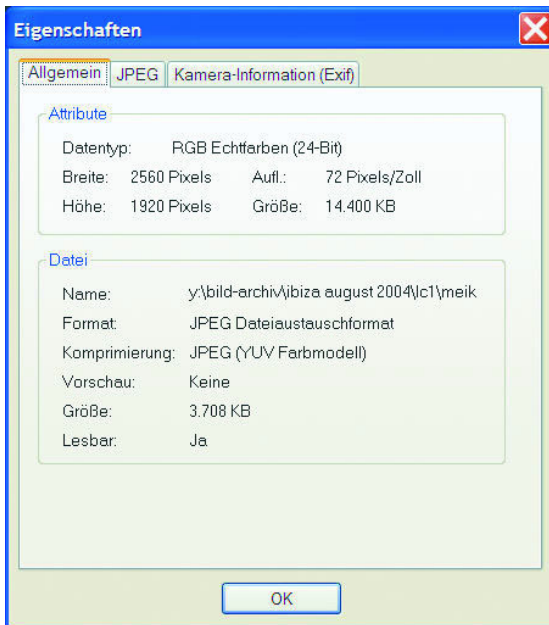 Eigenschaften
Allgemein JPEG Kamera-Information (Exif)
Attribute
Datentyp: RGB Echtfarben (24-Bit)
Breite: 2560 Pixels Aufl.: 72 Pixels/Zoll
Höhe: 1920 Pixels Größe: 14.400 KB
Datei
Name: y:\bild-archiv\ibiza august 2004\lc1\meik
Format: JPEG Dateiaustauschformat
Komprimierung: JPEG (YUV Farbmodell)
Vorschau: Keine
Größe: 3.708 KB
Lesbar: Ja
OK